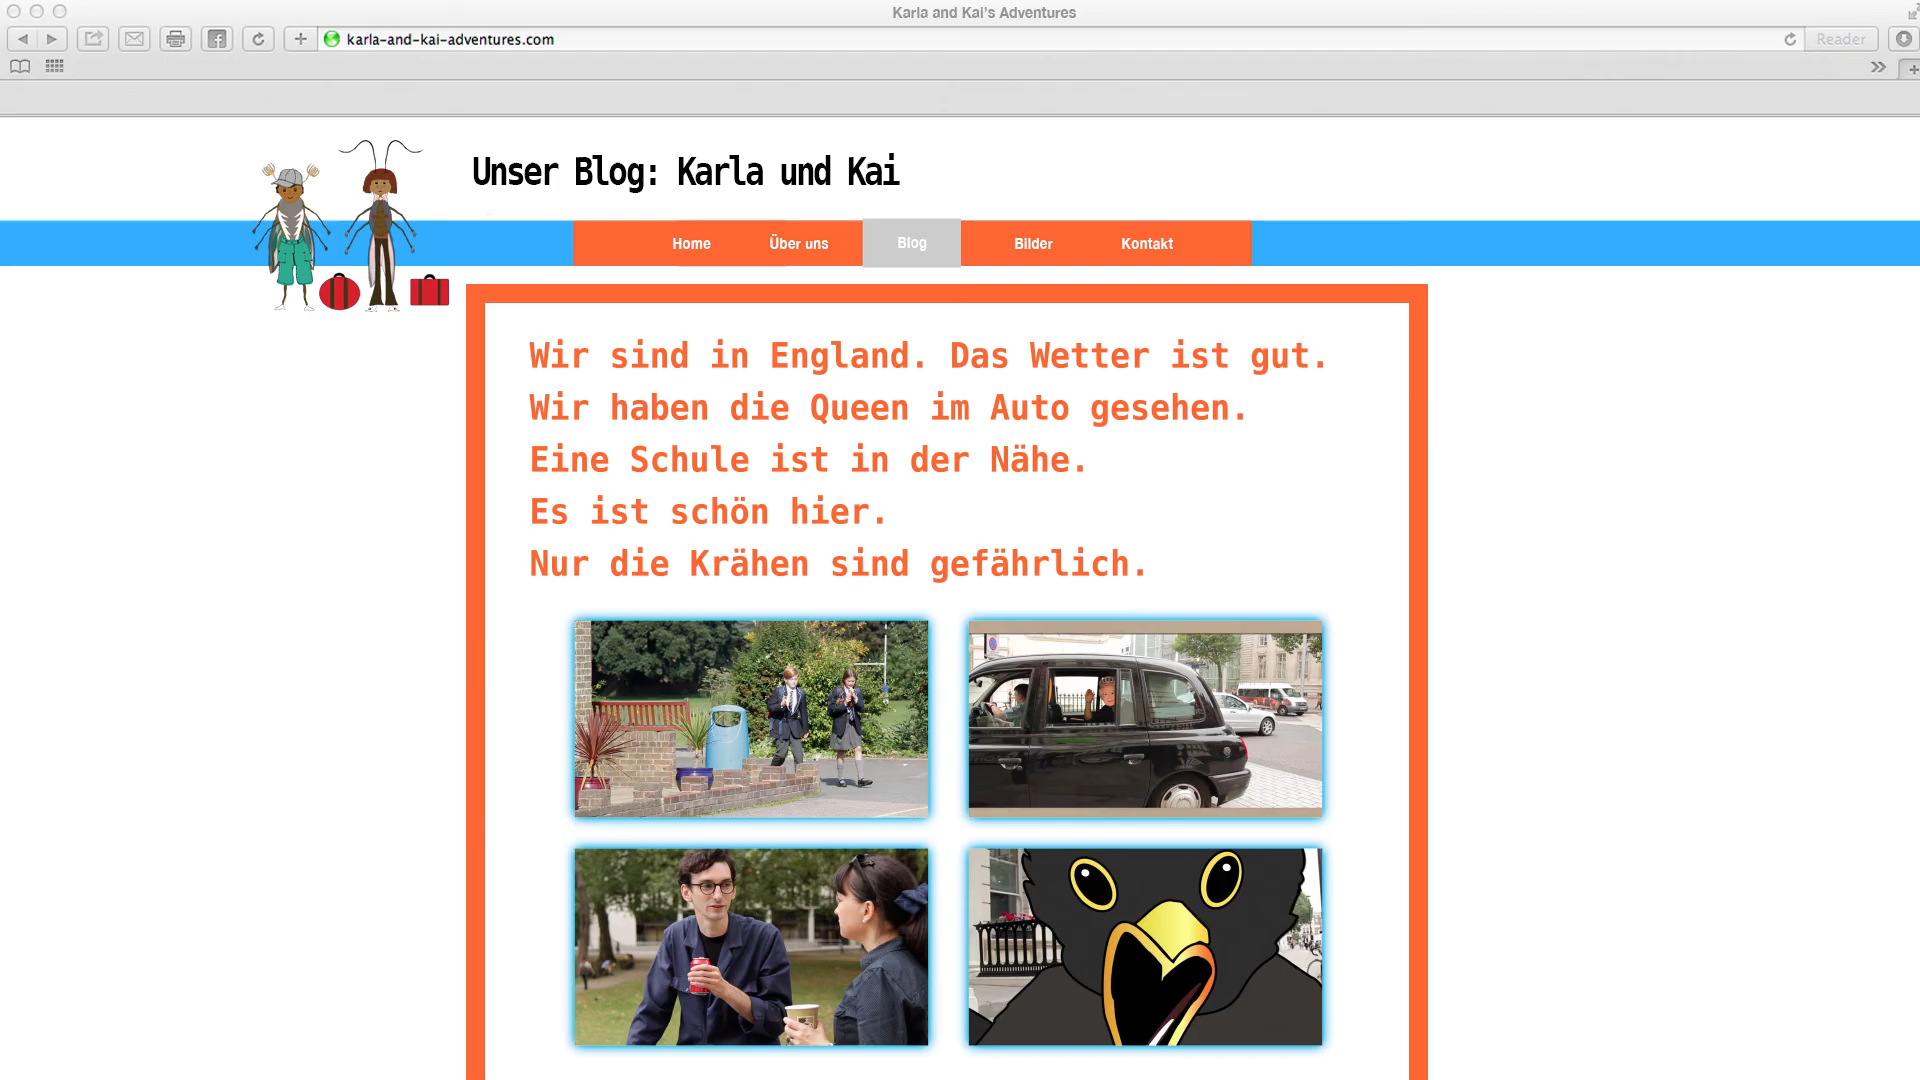 Karla and Kai's Adventures
karla-and-kai-adventures.com
Reader
Unser Blog: Karla und Kai
Home Über uns Blog Bilder Kontakt
Wir sind in England. Das Wetter ist gut.
Wir haben die Queen im Auto gesehen.
Eine Schule ist in der Nähe.
Es ist schön hier.
Nur die Krähen sind gefährlich.